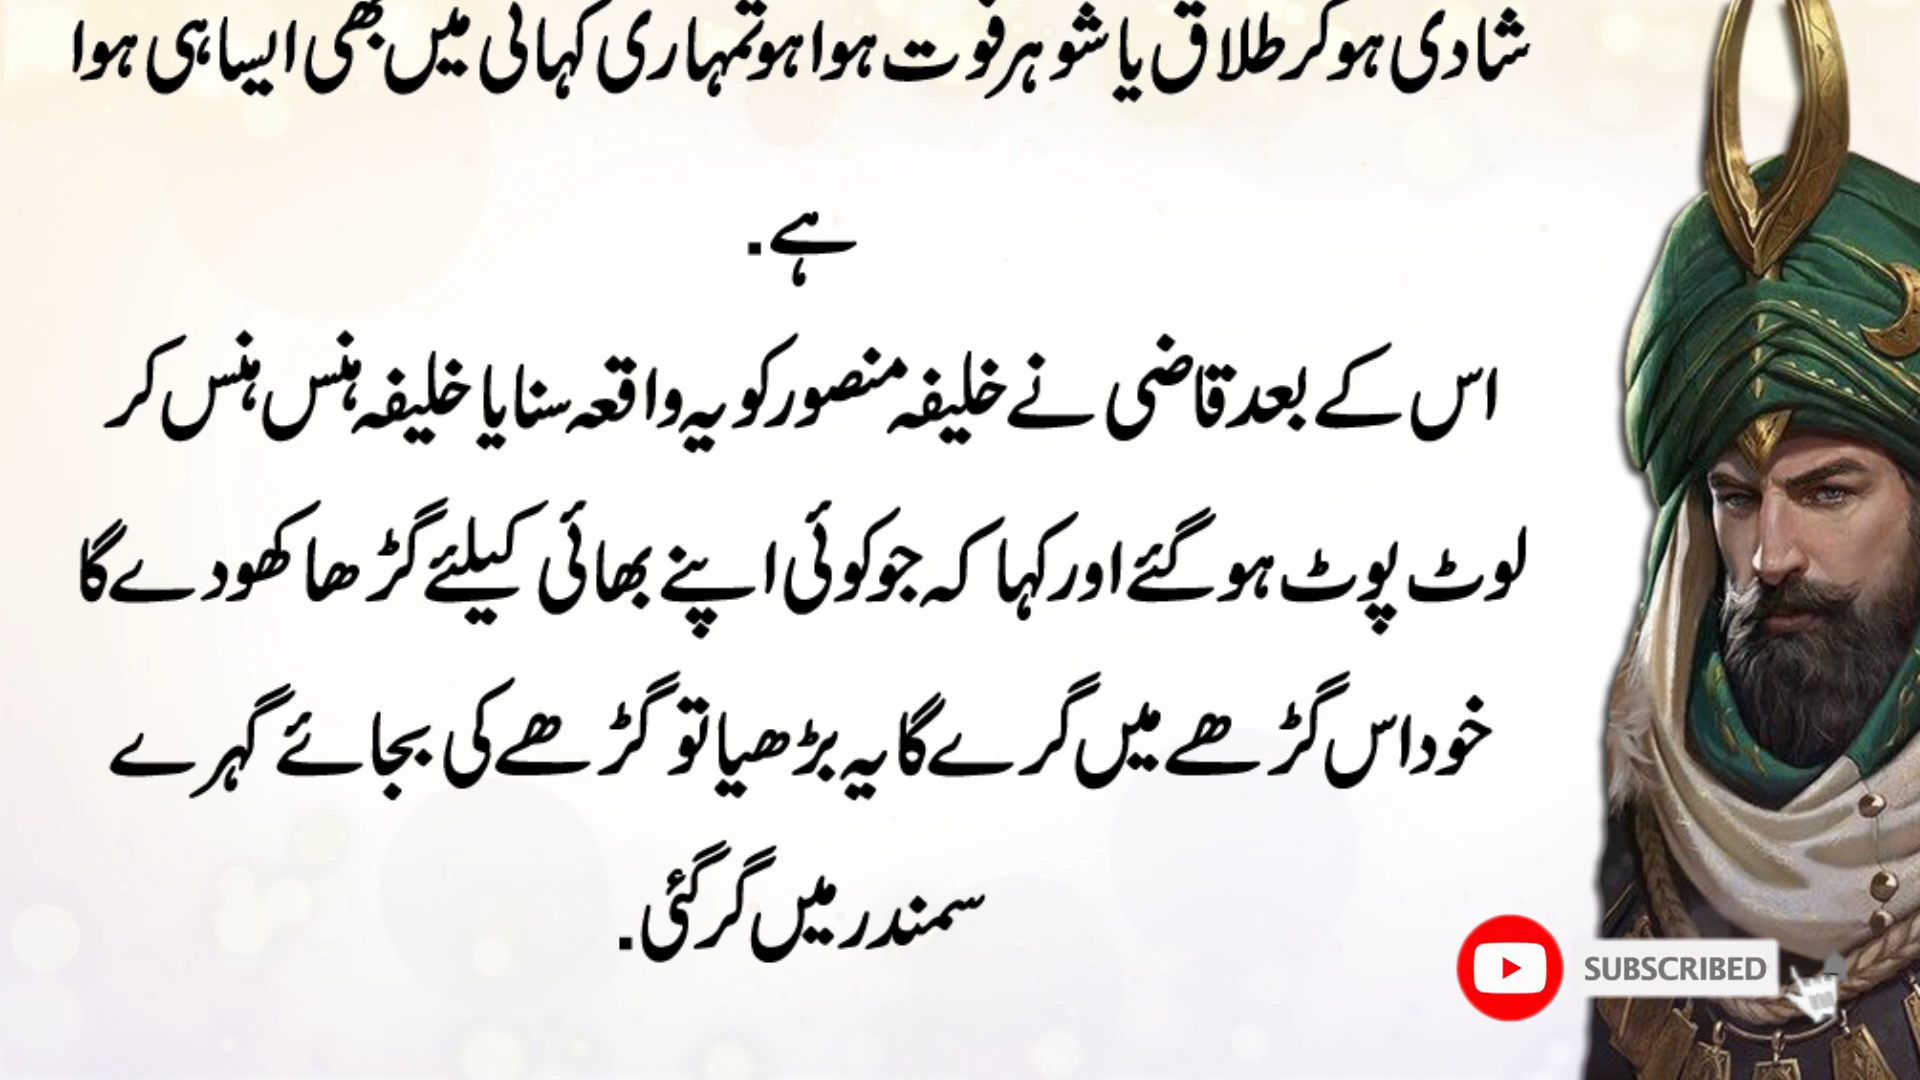 شادی ہو کر طلاق یا شوہر فوت ہوا ہو تمہاری کہانی میں بھی ایسا ہی ہوا
ہے.
اس کے بعد قاضی نے خلیفہ منصور کو یہ واقعہ سنایا خلیفہ ہنس ہنس کر
لوٹ پوٹ ہو گئے اور کہا کہ جو کوئی اپنے بھائی کیلئے گڑھا کھودے گا
خود اس گڑھے میں گرے گا یہ بڑھیا تو گڑھے کی بجائے گہرے
سمندر میں گر گئی.
SUBSCRIBED